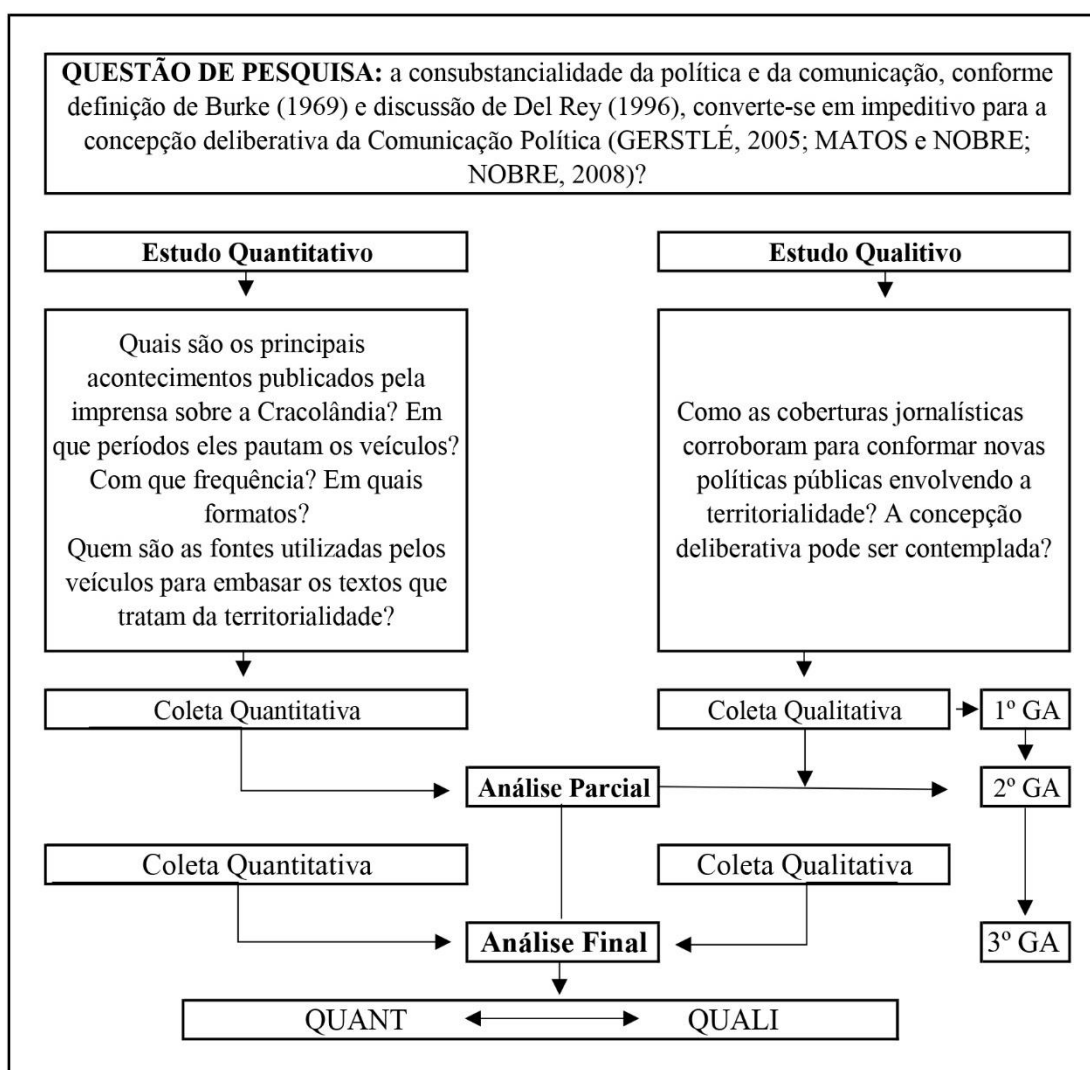 QUESTÃO DE PESQUISA: a consubstancialidade da política e da comunicação, conforme
definição de Burke (1969) e discussão de Del Rey (1996), converte-se em impeditivo para a
concepção deliberativa da Comunicação Política (GERSTLÉ, 2005; MATOS e NOBRE;
NOBRE, 2008)?
Estudo Quantitativo
Estudo Qualitivo
Quais são os principais
acontecimentos publicados pela
imprensa sobre a Cracolândia? Em
que períodos eles pautam os veículos?
Com que frequência? Em quais
formatos?
Quem são as fontes utilizadas pelos
veículos para embasar os textos que
tratam da territorialidade?
Como as coberturas jornalísticas
corroboram para conformar novas
políticas públicas envolvendo a
territorialidade? A concepção
deliberativa pode ser contemplada?
Coleta Quantitativa
Coleta Qualitativa
1º GA
Análise Parcial
2º GA
Coleta Quantitativa
Coleta Qualitativa
Análise Final
3º GA
QUANT
QUALI